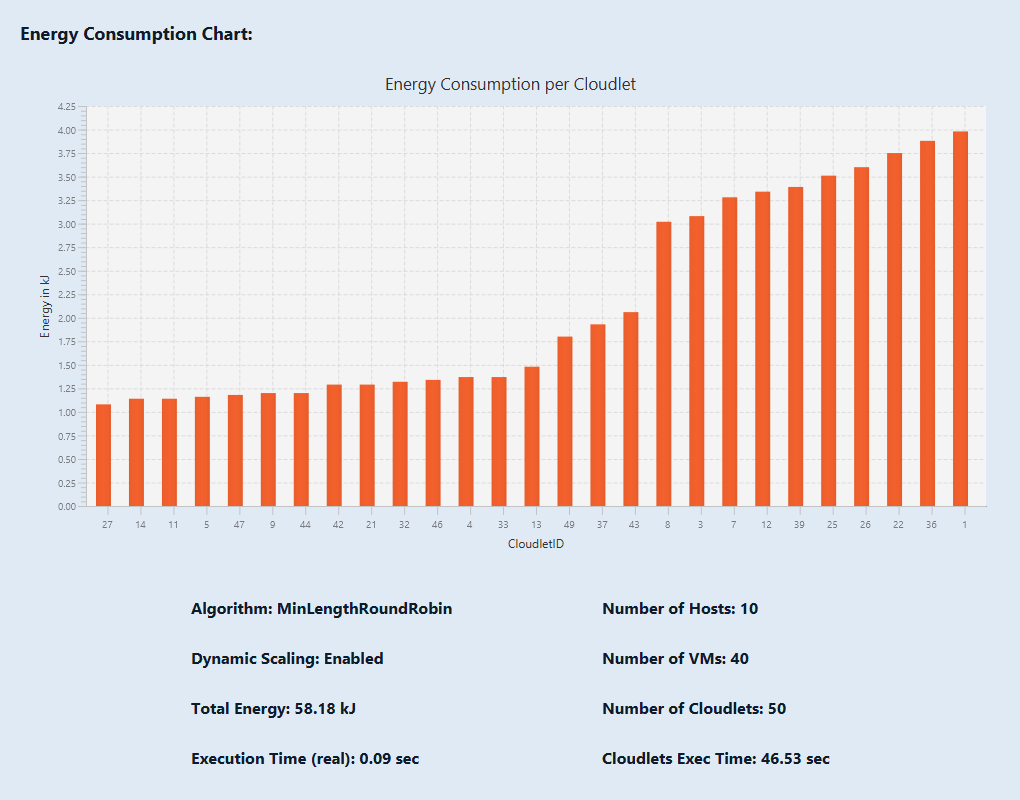 Energy Consumption Chart:
Energy Consumption per Cloudlet
4.25
4.00
3.75
3.50
3.25
3.00
2.75
2.50
2.25
2.00
1.75
1.50
1.25
1.00
0.75
0.50
0.25
0.00
Energy in kJ
27 14 11 5 47 9 44 42 21 32 46 4 33 13 49 37 43 8 3 7 12 39 25 26 22 36 1
CloudletID
Algorithm: MinLengthRoundRobin
Number of Hosts: 10
Dynamic Scaling: Enabled
Number of VMs: 40
Total Energy: 58.18 kJ
Number of Cloudlets: 50
Execution Time (real): 0.09 sec
Cloudlets Exec Time: 46.53 sec